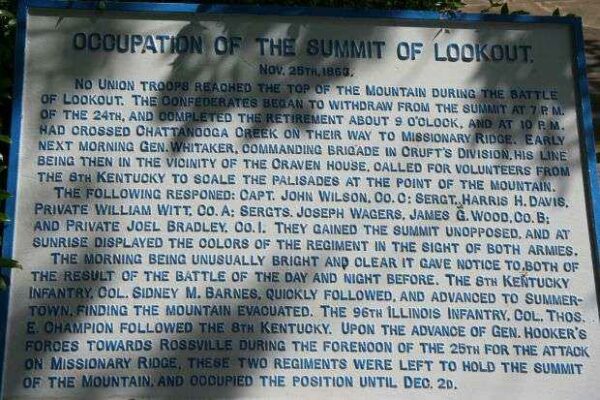 OCCUPATION OF THE SUMMIT OF LOOKOUT.
NOV. 25TH, 1863.
NO UNION TROOPS REACHED THE TOP OF THE MOUNTAIN DURING THE BATTLE
OF LOOKOUT. THE CONFEDERATES BEGAN TO WITHDRAW FROM THE SUMMIT AT 7 P.M.
OF THE 24TH, AND COMPLETED THE RETIREMENT ABOUT 9 O'CLOCK, AND AT 10 P.M.
HAD CROSSED CHATTANOOGA CREEK ON THEIR WAY TO MISSIONARY RIDGE. EARLY
NEXT MORNING GEN. WHITAKER, COMMANDING BRIGADE IN CRUFT'S DIVISION, HIS LINE
BEING THEN IN THE VICINITY OF THE CRAVEN HOUSE, CALLED FOR VOLUNTEERS FROM
THE 8TH KENTUCKY TO SCALE THE PALISADES AT THE POINT OF THE MOUNTAIN.
THE FOLLOWING RESPONED: CAPT. JOHN WILSON, CO. C; SERGT. HARRIS H. DAVIS,
PRIVATE WILLIAM WITT, CO. A; SERGTS. JOSEPH WAGERS, JAMES G. WOOD, CO. B;
AND PRIVATE JOEL BRADLEY, CO. I. THEY GAINED THE SUMMIT UNOPPOSED, AND AT
SUNRISE DISPLAYED THE COLORS OF THE REGIMENT IN THE SIGHT OF BOTH ARMIES.
THE MORNING BEING UNUSUALLY BRIGHT AND CLEAR IT GAVE NOTICE TO BOTH OF
THE RESULT OF THE BATTLE OF THE DAY AND NIGHT BEFORE. THE 8TH KENTUCKY
INFANTRY, COL. SIDNEY M. BARNES, QUICKLY FOLLOWED, AND ADVANCED TO SUMMER-
TOWN, FINDING THE MOUNTAIN EVACUATED. THE 96TH ILLINOIS INFANTRY, COL. THOS.
E. CHAMPION FOLLOWED THE 8TH KENTUCKY. UPON THE ADVANCE OF GEN. HOOKER'S
FORCES TOWARDS ROSSVILLE DURING THE FORENOON OF THE 25TH FOR THE ATTACK
ON MISSIONARY RIDGE, THESE TWO REGIMENTS WERE LEFT TO HOLD THE SUMMIT
OF THE MOUNTAIN, AND OCCUPIED THE POSITION UNTIL DEC. 2D.